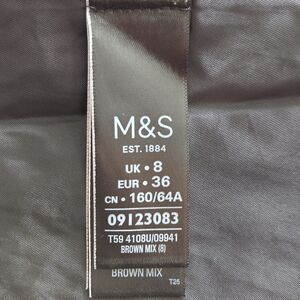 M&S
EST. 1884
UK • 8
EUR • 36
CN • 160/64A
09123083
T59 4108U/09941
BROWN MIX (8)
BROWN MIX
T25